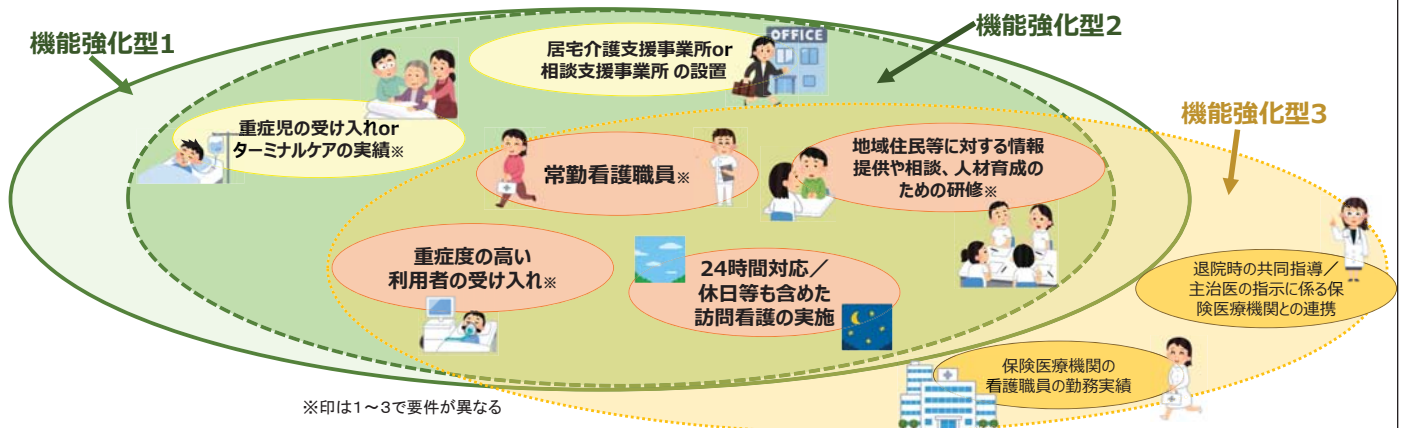 機能強化型1
機能強化型2
機能強化型3
居宅介護支援事業所or
相談支援事業所 の設置
OFFICE
重症児の受け入れor
ターミナルケアの実績※
常勤看護職員※
地域住民等に対する情報
提供や相談、人材育成の
ための研修※
重症度の高い
利用者の受け入れ※
24時間対応／
休日等も含めた
訪問看護の実施
退院時の共同指導／
主治医の指示に係る保
険医療機関との連携
保険医療機関の
看護職員の勤務実績
※印は1～3で要件が異なる